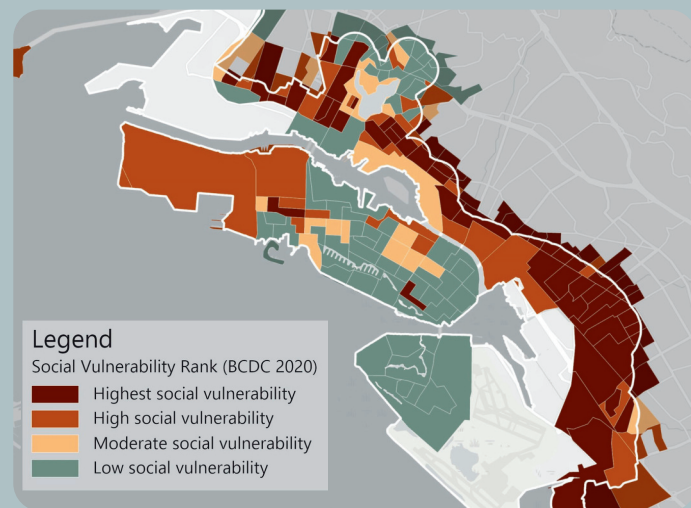 Legend
Social Vulnerability Rank (BCDC 2020)
Highest social vulnerability
High social vulnerability
Moderate social vulnerability
Low social vulnerability